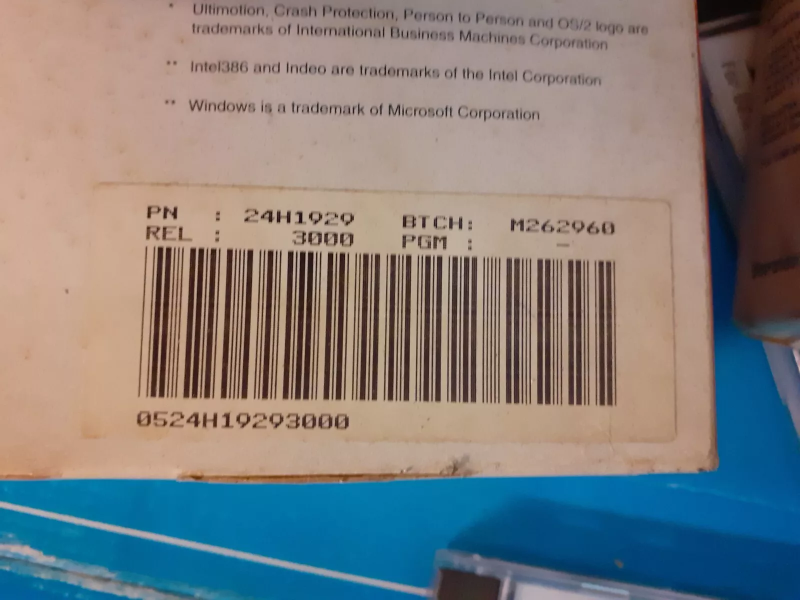 * Ultimotion, Crash Protection, Person to Person and OS/2 logo are
trademarks of International Business Machines Corporation
** Intel386 and Indeo are trademarks of the Intel Corporation
** Windows is a trademark of Microsoft Corporation
PN : 24H1929 BTCH: M262960
REL : 3000 PGM : –
0524H19293000